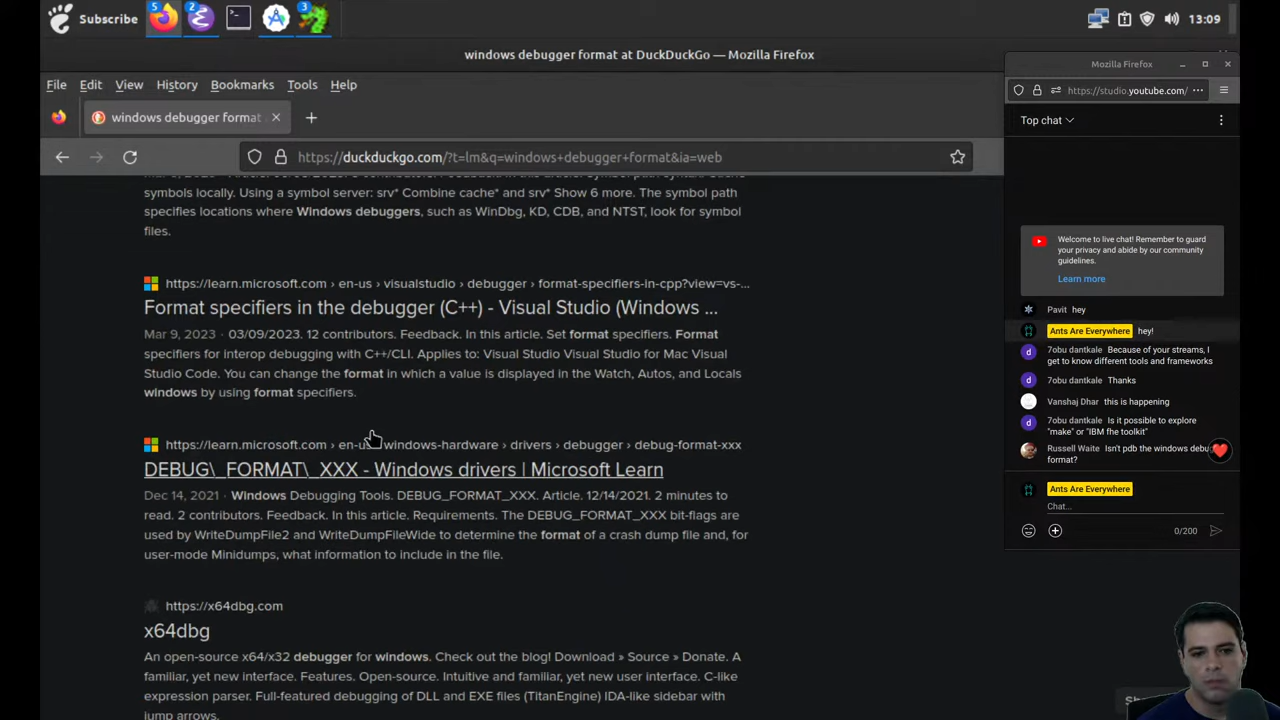 Subscribe
5
2
3
13:09
windows debugger format at DuckDuckGo — Mozilla Firefox
File Edit View History Bookmarks Tools Help
windows debugger format
https://duckduckgo.com/?t=lm&q=windows+debugger+format&ia=web
symbols locally. Using a symbol server: srv* Combine cache* and srv* Show 6 more. The symbol path
specifies locations where Windows debuggers, such as WinDbg, KD, CDB, and NTST, look for symbol
files.
https://learn.microsoft.com › en-us › visualstudio › debugger › format-specifiers-in-cpp?view=vs-...
Format specifiers in the debugger (C++) - Visual Studio (Windows ...
Mar 9, 2023 · 03/09/2023. 12 contributors. Feedback. In this article. Set format specifiers. Format
specifiers for interop debugging with C++/CLI. Applies to: Visual Studio Visual Studio for Mac Visual
Studio Code. You can change the format in which a value is displayed in the Watch, Autos, and Locals
windows by using format specifiers.
https://learn.microsoft.com › en-us › windows-hardware › drivers › debugger › debug-format-xxx
DEBUG\_FORMAT\_XXX - Windows drivers | Microsoft Learn
Dec 14, 2021 · Windows Debugging Tools. DEBUG_FORMAT_XXX. Article. 12/14/2021. 2 minutes to
read. 2 contributors. Feedback. In this article. Requirements. The DEBUG_FORMAT_XXX bit-flags are
used by WriteDumpFile2 and WriteDumpFileWide to determine the format of a crash dump file and, for
user-mode Minidumps, what information to include in the file.
https://x64dbg.com
x64dbg
An open-source x64/x32 debugger for windows. Check out the blog! Download » Source » Donate. A
familiar, yet new interface. Features. Open-source. Intuitive and familiar, yet new user interface. C-like
expression parser. Full-featured debugging of DLL and EXE files (TitanEngine) IDA-like sidebar with
jump arrows.
Mozilla Firefox
https://studio.youtube.com/
Top chat
Welcome to live chat! Remember to guard
your privacy and abide by our community
guidelines.
Learn more
Pavit hey
Ants Are Everywhere hey!
7obu dantkale Because of your streams, I
get to know different tools and frameworks
7obu dantkale Thanks
Vanshaj Dhar this is happening
7obu dantkale Is it possible to explore
"make" or "IBM fhe toolkit"
Russell Waite Isn't pdb the windows debug
format?
Ants Are Everywhere
Chat...
0/200